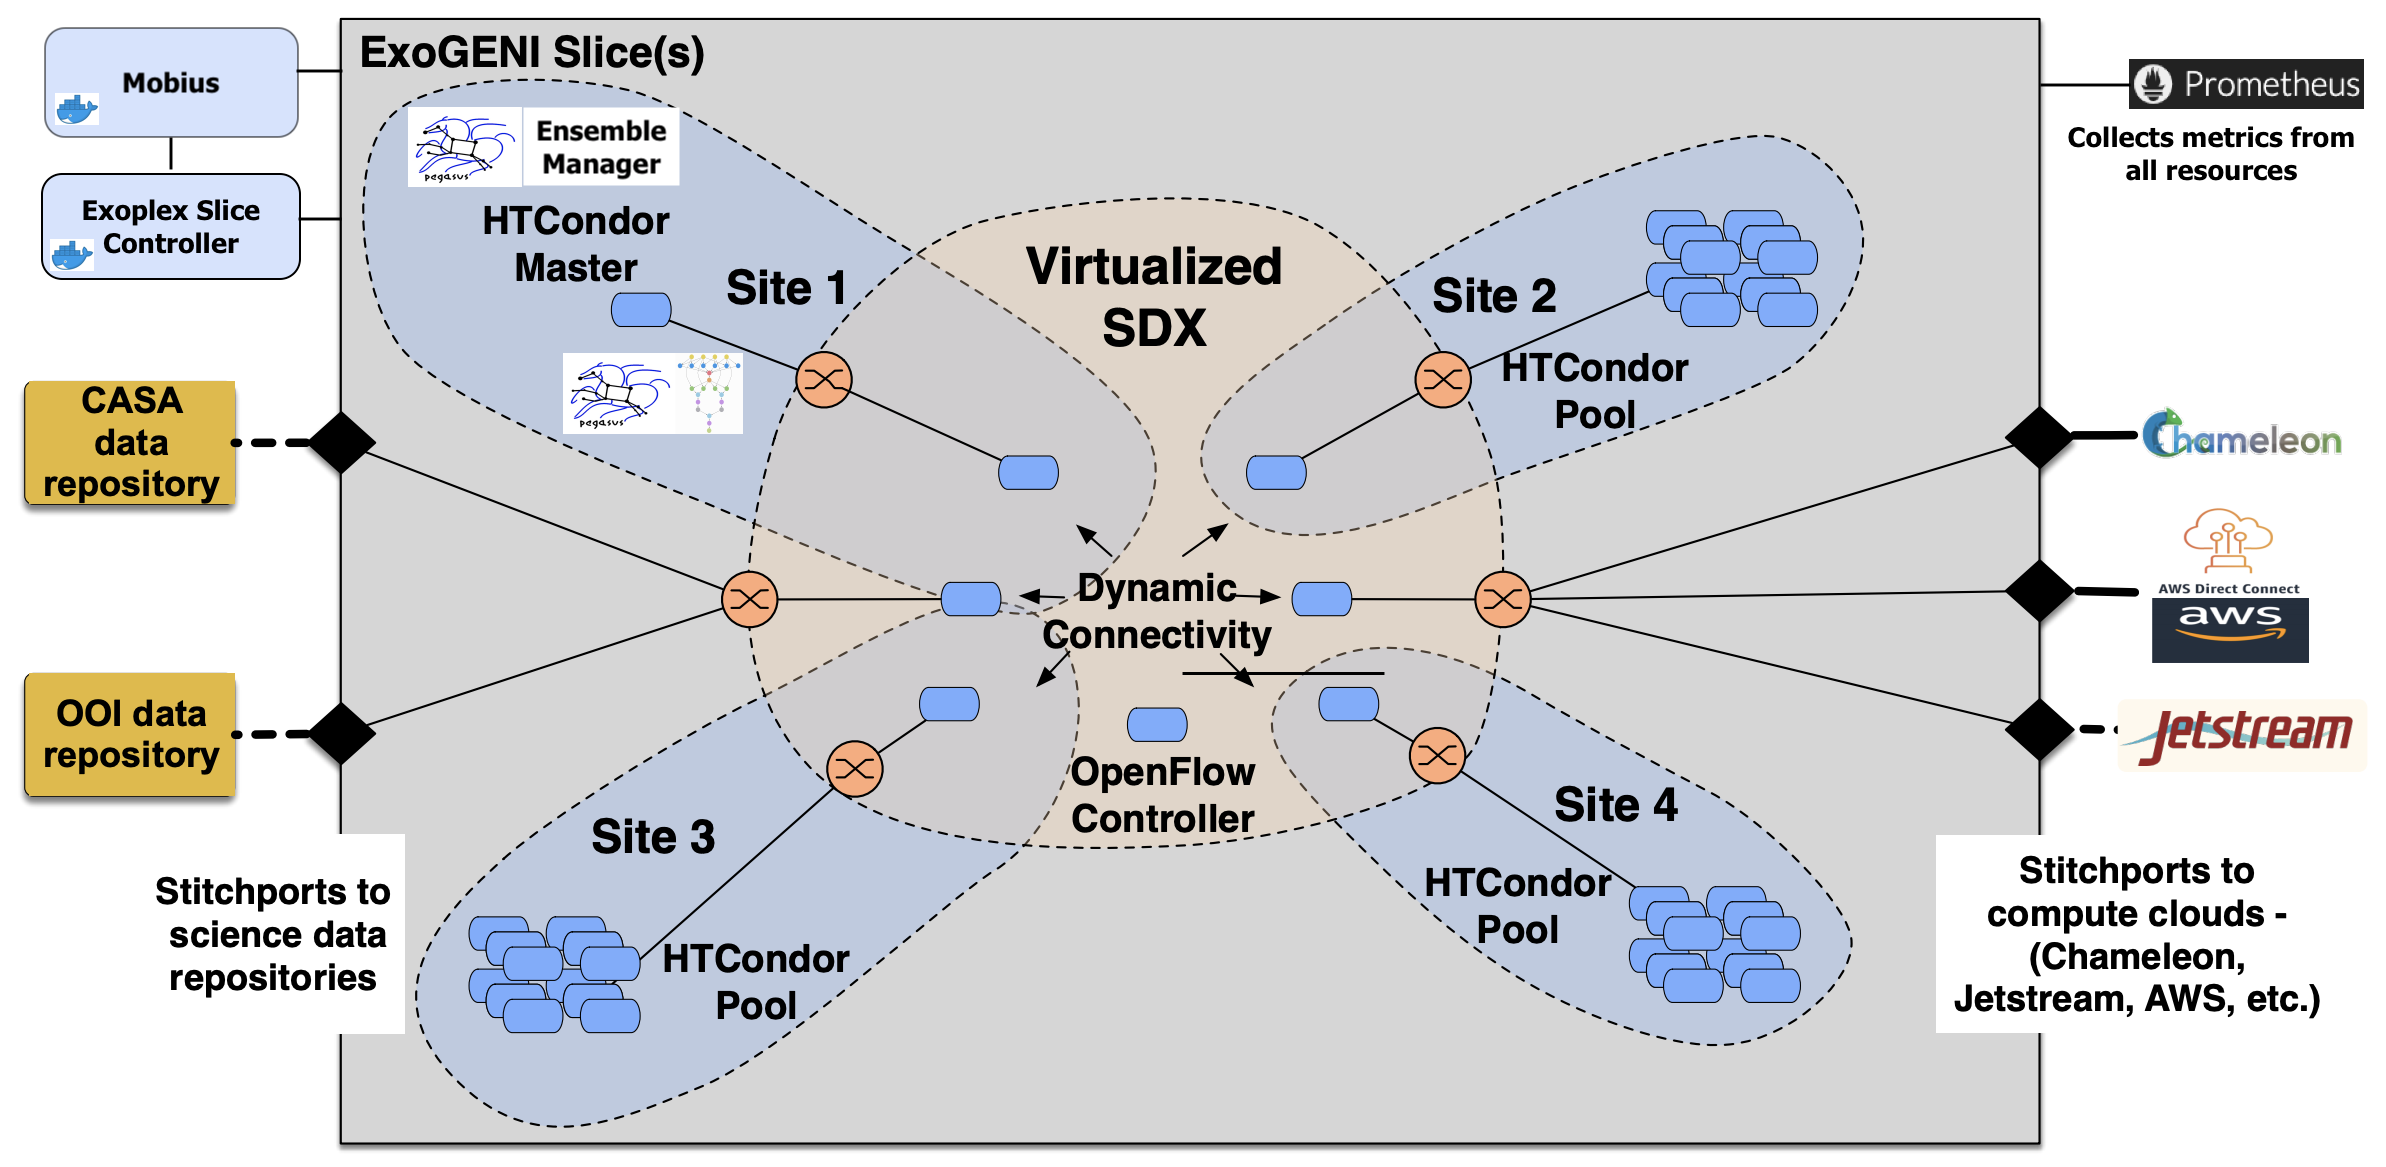 ExoGENI Slice(s)
Mobius
Exoplex Slice
Controller
Prometheus
Collects metrics from
all resources
pegasus
Ensemble
Manager
HTCondor
Master
Site 1
pegasus
Virtualized
SDX
Site 2
HTCondor
Pool
CASA
data
repository
OOI data
repository
Chameleon
AWS Direct Connect
aws
Jetstream
Dynamic
Connectivity
OpenFlow
Controller
Site 3
HTCondor
Pool
Site 4
HTCondor
Pool
Stitchports to
science data
repositories
Stitchports to
compute clouds -
(Chameleon,
Jetstream, AWS, etc.)